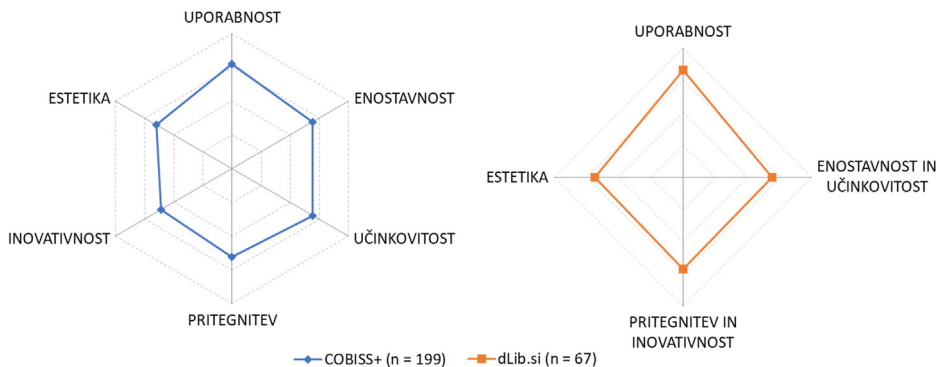 UPORABNOST
ESTETIKA
ENOSTAVNOST
INOVATIVNOST
UČINKOVITOST
PRITEGNITEV
UPORABNOST
ESTETIKA
ENOSTAVNOST IN
UČINKOVITOST
PRITEGNITEV IN
INOVATIVNOST
COBISS+ (n = 199)
dLib.si (n = 67)